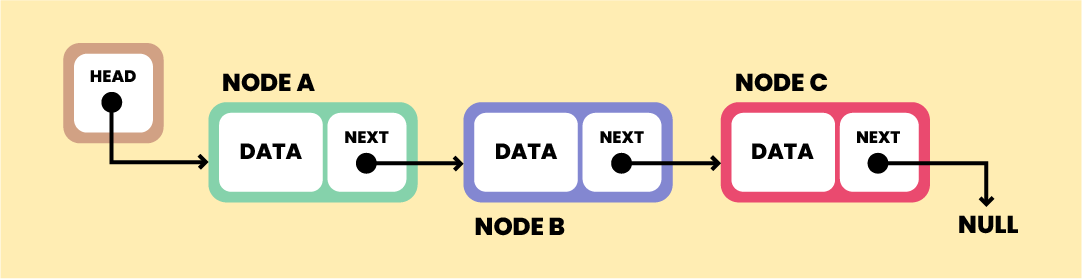 HEAD
NODE A
DATA
NEXT
NODE B
DATA
NEXT
NODE C
DATA
NEXT
NULL